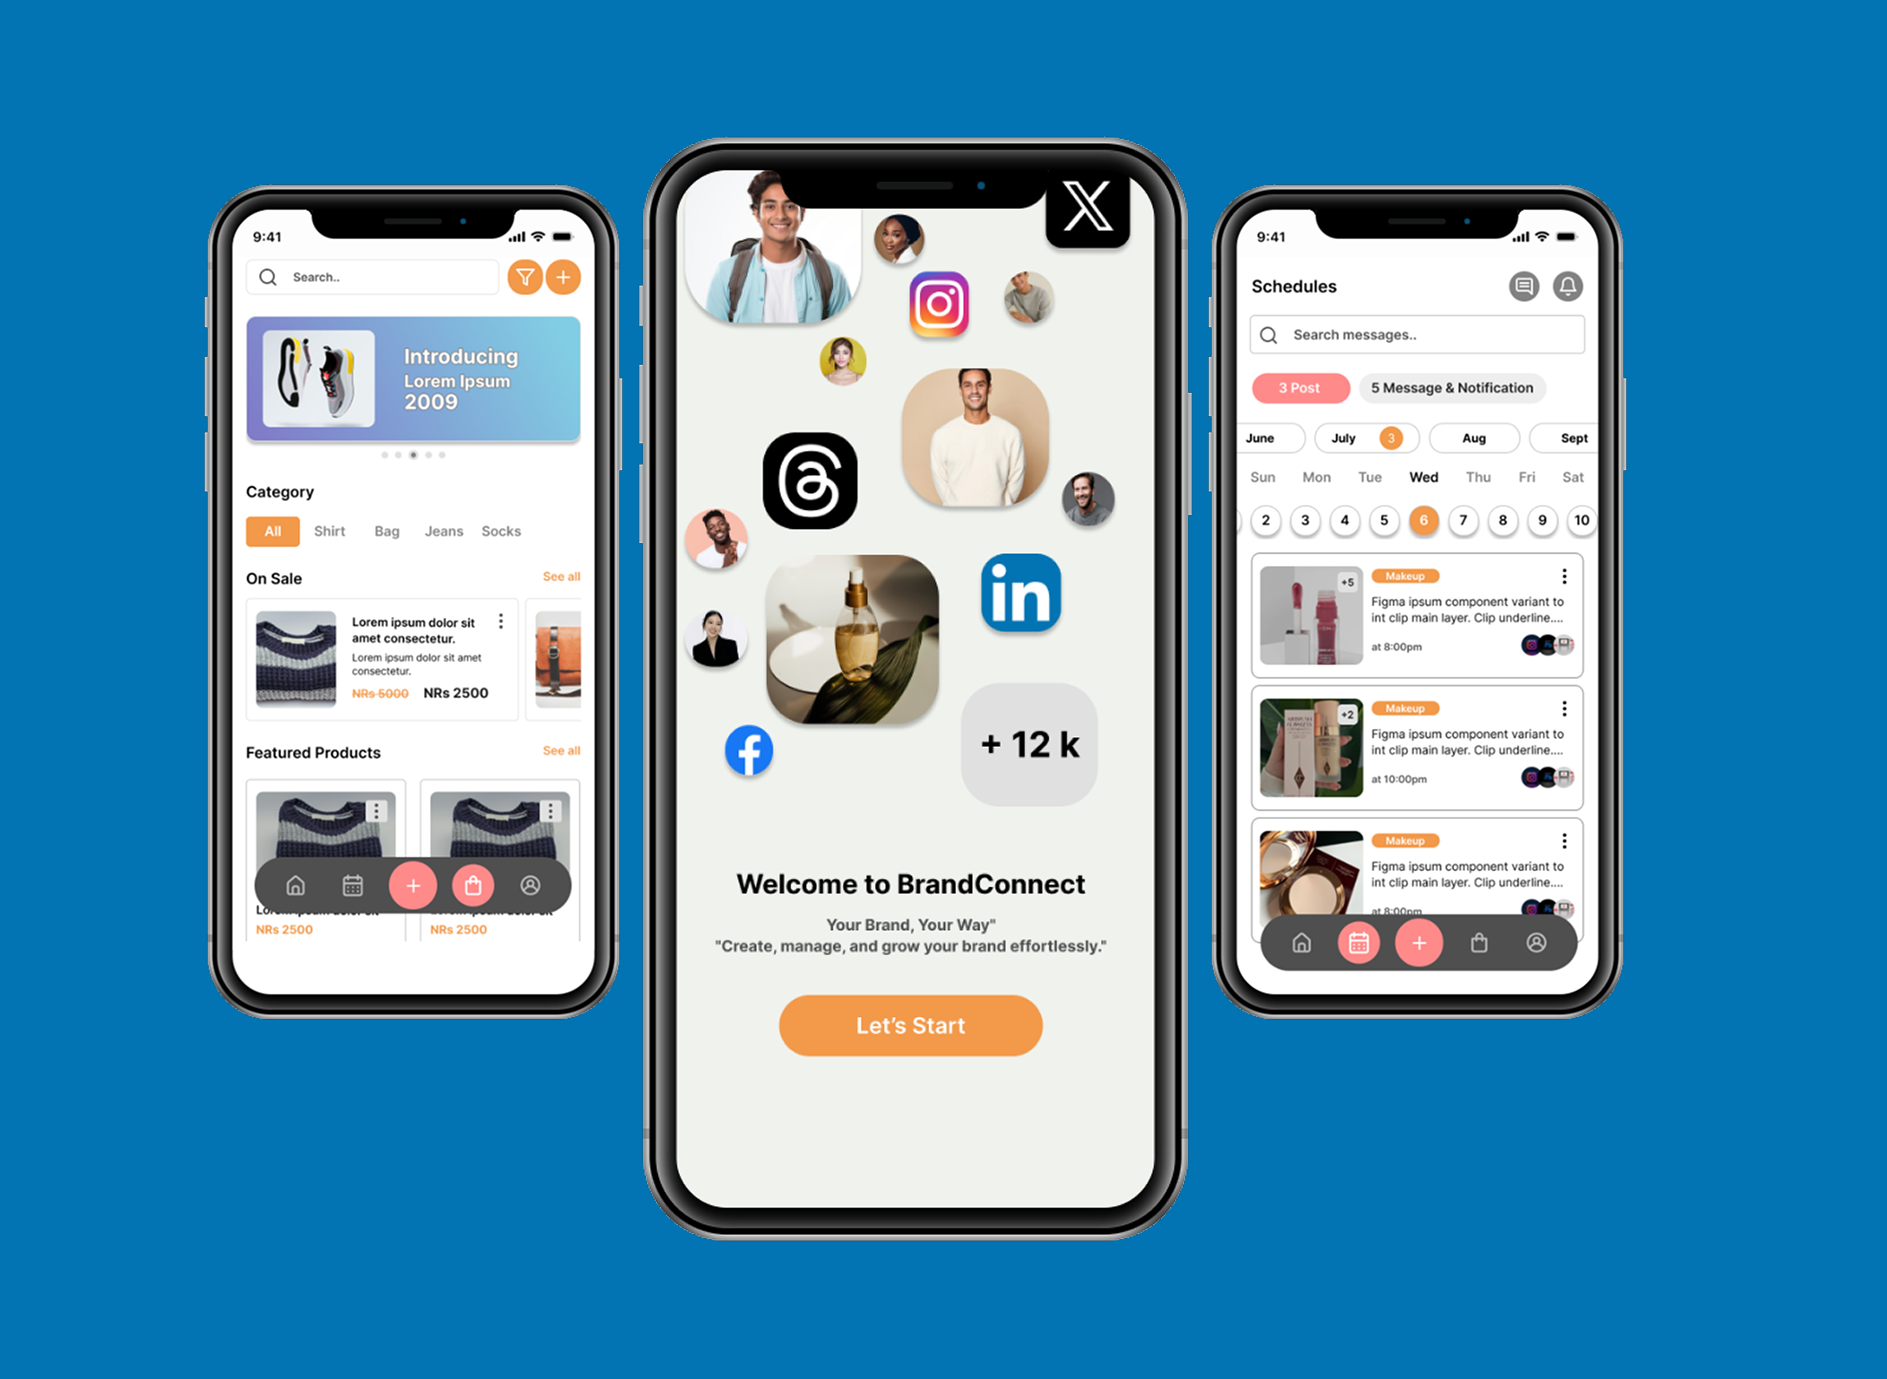 9:41
Search..
Introducing
Lorem Ipsum
2009
Category
All Shirt Bag Jeans Socks
On Sale See all
Lorem ipsum dolor sit
amet consectetur.
Lorem ipsum dolor sit amet
consectetur.
NRs 5000 NRs 2500
Featured Products See all
NRs 2500 NRs 2500
X
in
f
+ 12 k
Welcome to BrandConnect
Your Brand, Your Way"
"Create, manage, and grow your brand effortlessly."
Let's Start
9:41
Schedules
Search messages..
3 Post 5 Message & Notification
June July 3 Aug Sept
Sun Mon Tue Wed Thu Fri Sat
2 3 4 5 6 7 8 9 10
+5
Makeup
Figma ipsum component variant to
int clip main layer. Clip underline....
at 8:00pm
+2
Makeup
Figma ipsum component variant to
int clip main layer. Clip underline....
at 10:00pm
Makeup
Figma ipsum component variant to
int clip main layer. Clip underline....
at 8:00pm